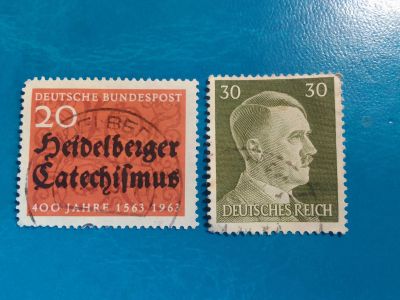 DEUTSCHE BUNDESPOST
20
Heidelberger
Catechiſmus
400 JAHRE 1563 1963
30 30
DEUTSCHES REICH